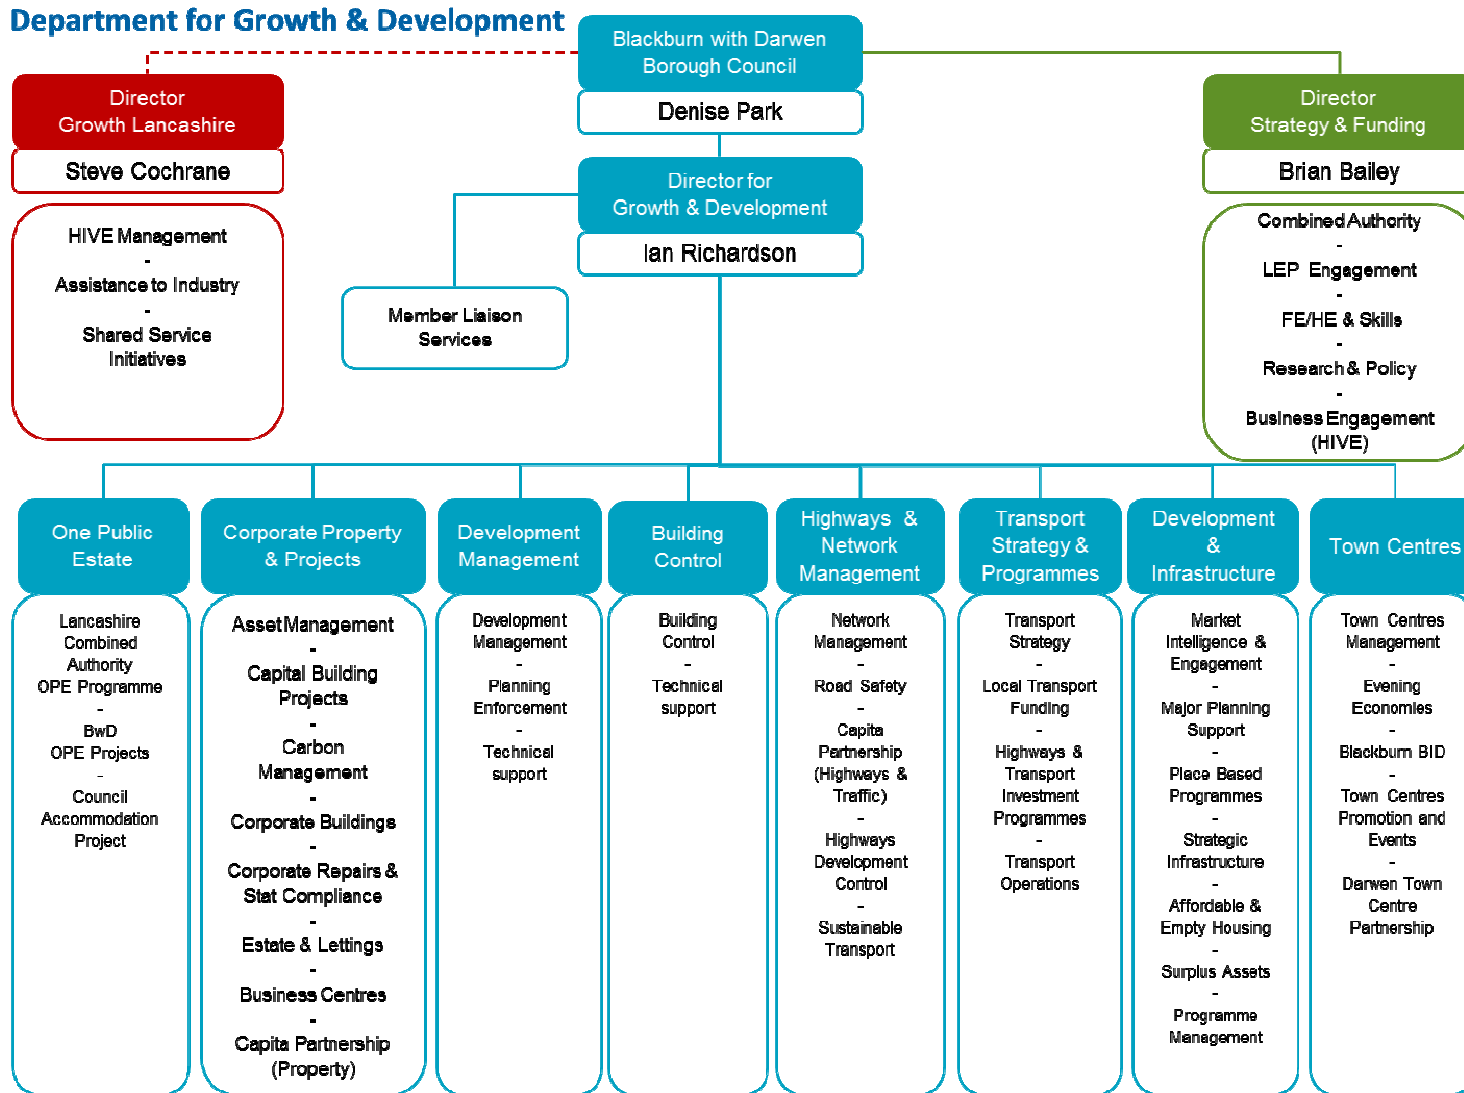 Department for Growth & Development
Blackburn with Darwen
Borough Council
Denise Park
Director
Growth Lancashire
Steve Cochrane
HIVE Management
-
Assistance to Industry
-
Shared Service
Initiatives
Director for
Growth & Development
Ian Richardson
Member Liaison
Services
Director
Strategy & Funding
Brian Bailey
Combined Authority
-
LEP Engagement
-
FE/HE & Skills
-
Research & Policy
-
Business Engagement
(HIVE)
One Public
Estate
Lancashire
Combined
Authority
OPE Programme
-
BwD
OPE Projects
-
Council
Accommodation
Project
Corporate Property
& Projects
Asset Management
-
Capital Building
Projects
-
Carbon
Management
-
Corporate Buildings
-
Corporate Repairs &
Stat Compliance
-
Estate & Lettings
-
Business Centres
-
Capita Partnership
(Property)
Development
Management
Development
Management
-
Planning
Enforcement
-
Technical
support
Building
Control
Building
Control
-
Technical
support
Highways &
Network
Management
Network
Management
-
Road Safety
-
Capita
Partnership
(Highways &
Traffic)
-
Highways
Development
Control
-
Sustainable
Transport
Transport
Strategy &
Programmes
Transport
Strategy
-
Local Transport
Funding
-
Highways &
Transport
Investment
Programmes
-
Transport
Operations
Development
&
Infrastructure
Market
Intelligence &
Engagement
-
Major Planning
Support
-
Place Based
Programmes
-
Strategic
Infrastructure
-
Affordable &
Empty Housing
-
Surplus Assets
-
Programme
Management
Town Centres
Town Centres
Management
-
Evening
Economies
-
Blackburn BID
-
Town Centres
Promotion and
Events
-
Darwen Town
Centre
Partnership